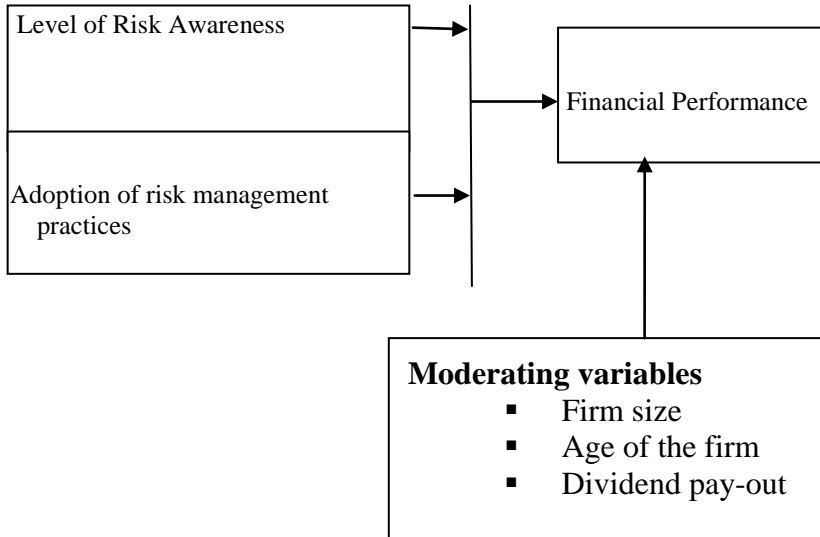 Level of Risk Awareness
Financial Performance
Adoption of risk management
practices
Moderating variables
▪ Firm size
▪ Age of the firm
▪ Dividend pay-out